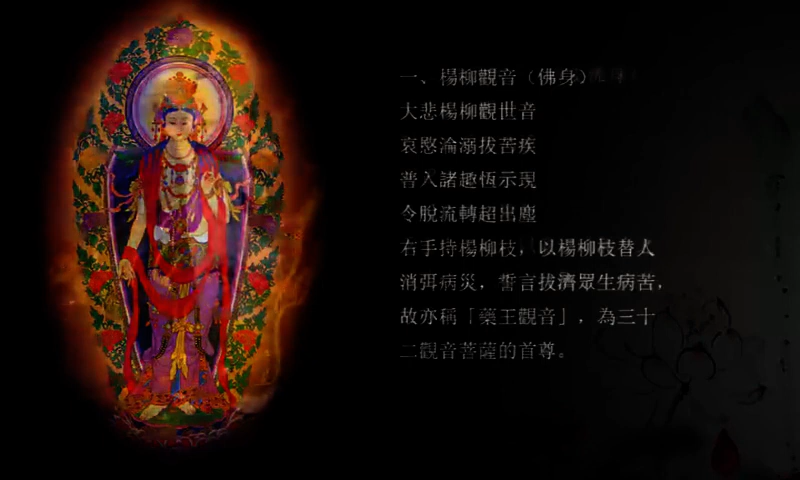 一、楊柳觀音（佛身）
大悲楊柳觀世音
哀愍淪溺拔苦疾
普入諸趣恆示現
令脫流轉超出塵
右手持楊柳枝，以楊柳枝替人
消弭病災，誓言拔濟眾生病苦，
故亦稱「藥王觀音」，為三十
二觀音菩薩的首尊。